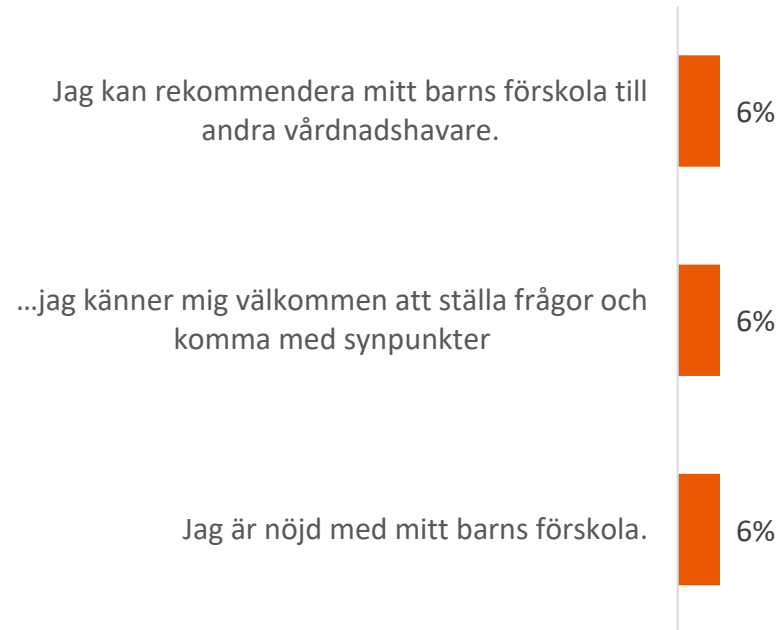 Jag kan rekommendera mitt barns förskola till
andra vårdnadshavare.
6%
...jag känner mig välkommen att ställa frågor och
komma med synpunkter
6%
Jag är nöjd med mitt barns förskola.
6%